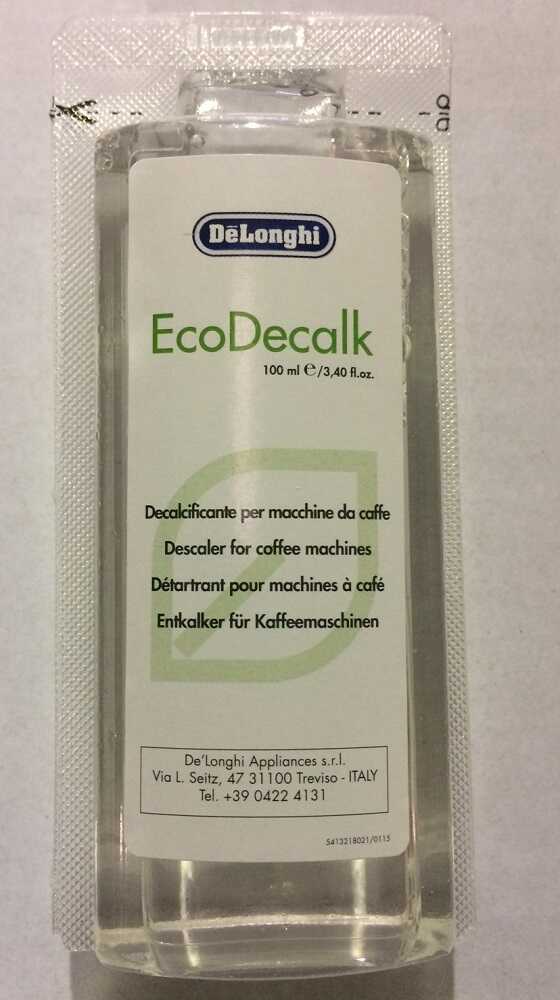 DēLonghi
EcoDecalk
100 ml ℮/3,40 fl.oz.
Decalcificante per macchine da caffe
Descaler for coffee machines
Détartrant pour machines à café
Entkalker für Kaffeemaschinen
De'Longhi Appliances s.r.l.
Via L. Seitz, 47 31100 Treviso - ITALY
Tel. +39 0422 4131
5413218021/0115